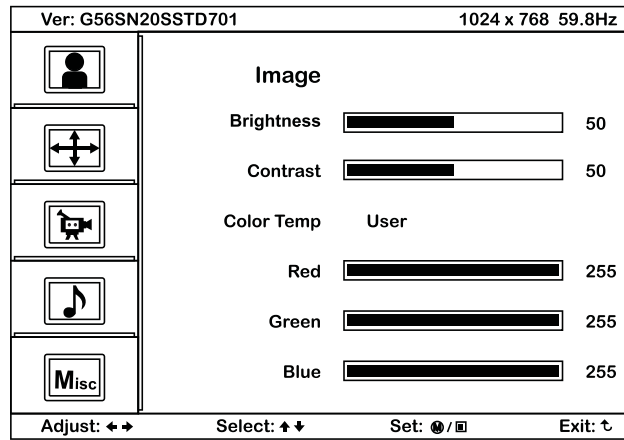 Ver: G56SN20SSTD701 1024 x 768 59.8Hz
Image
Brightness 50
Contrast 50
Color Temp User
Red 255
Green 255
Blue 255
Misc
Adjust: ←→ Select: ↑↓ Set: Ⓜ/▣ Exit: ↻